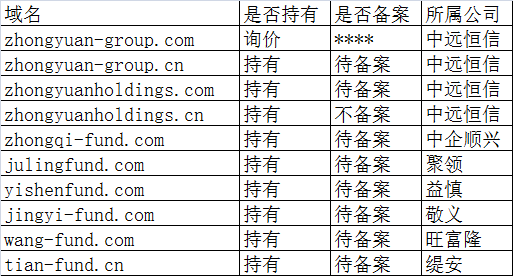 域名 是否持有 是否备案 所属公司
zhongyuan-group.com 询价 **** 中远恒信
zhongyuan-group.cn 持有 待备案 中远恒信
zhongyuanholdings.com 持有 待备案 中远恒信
zhongyuanholdings.cn 持有 不备案 中远恒信
zhongqi-fund.com 持有 待备案 中企顺兴
julingfund.com 持有 待备案 聚领
yishenfund.com 持有 待备案 益慎
jingyi-fund.com 持有 待备案 敬义
wang-fund.com 持有 待备案 旺富隆
tian-fund.cn 持有 待备案 缇安